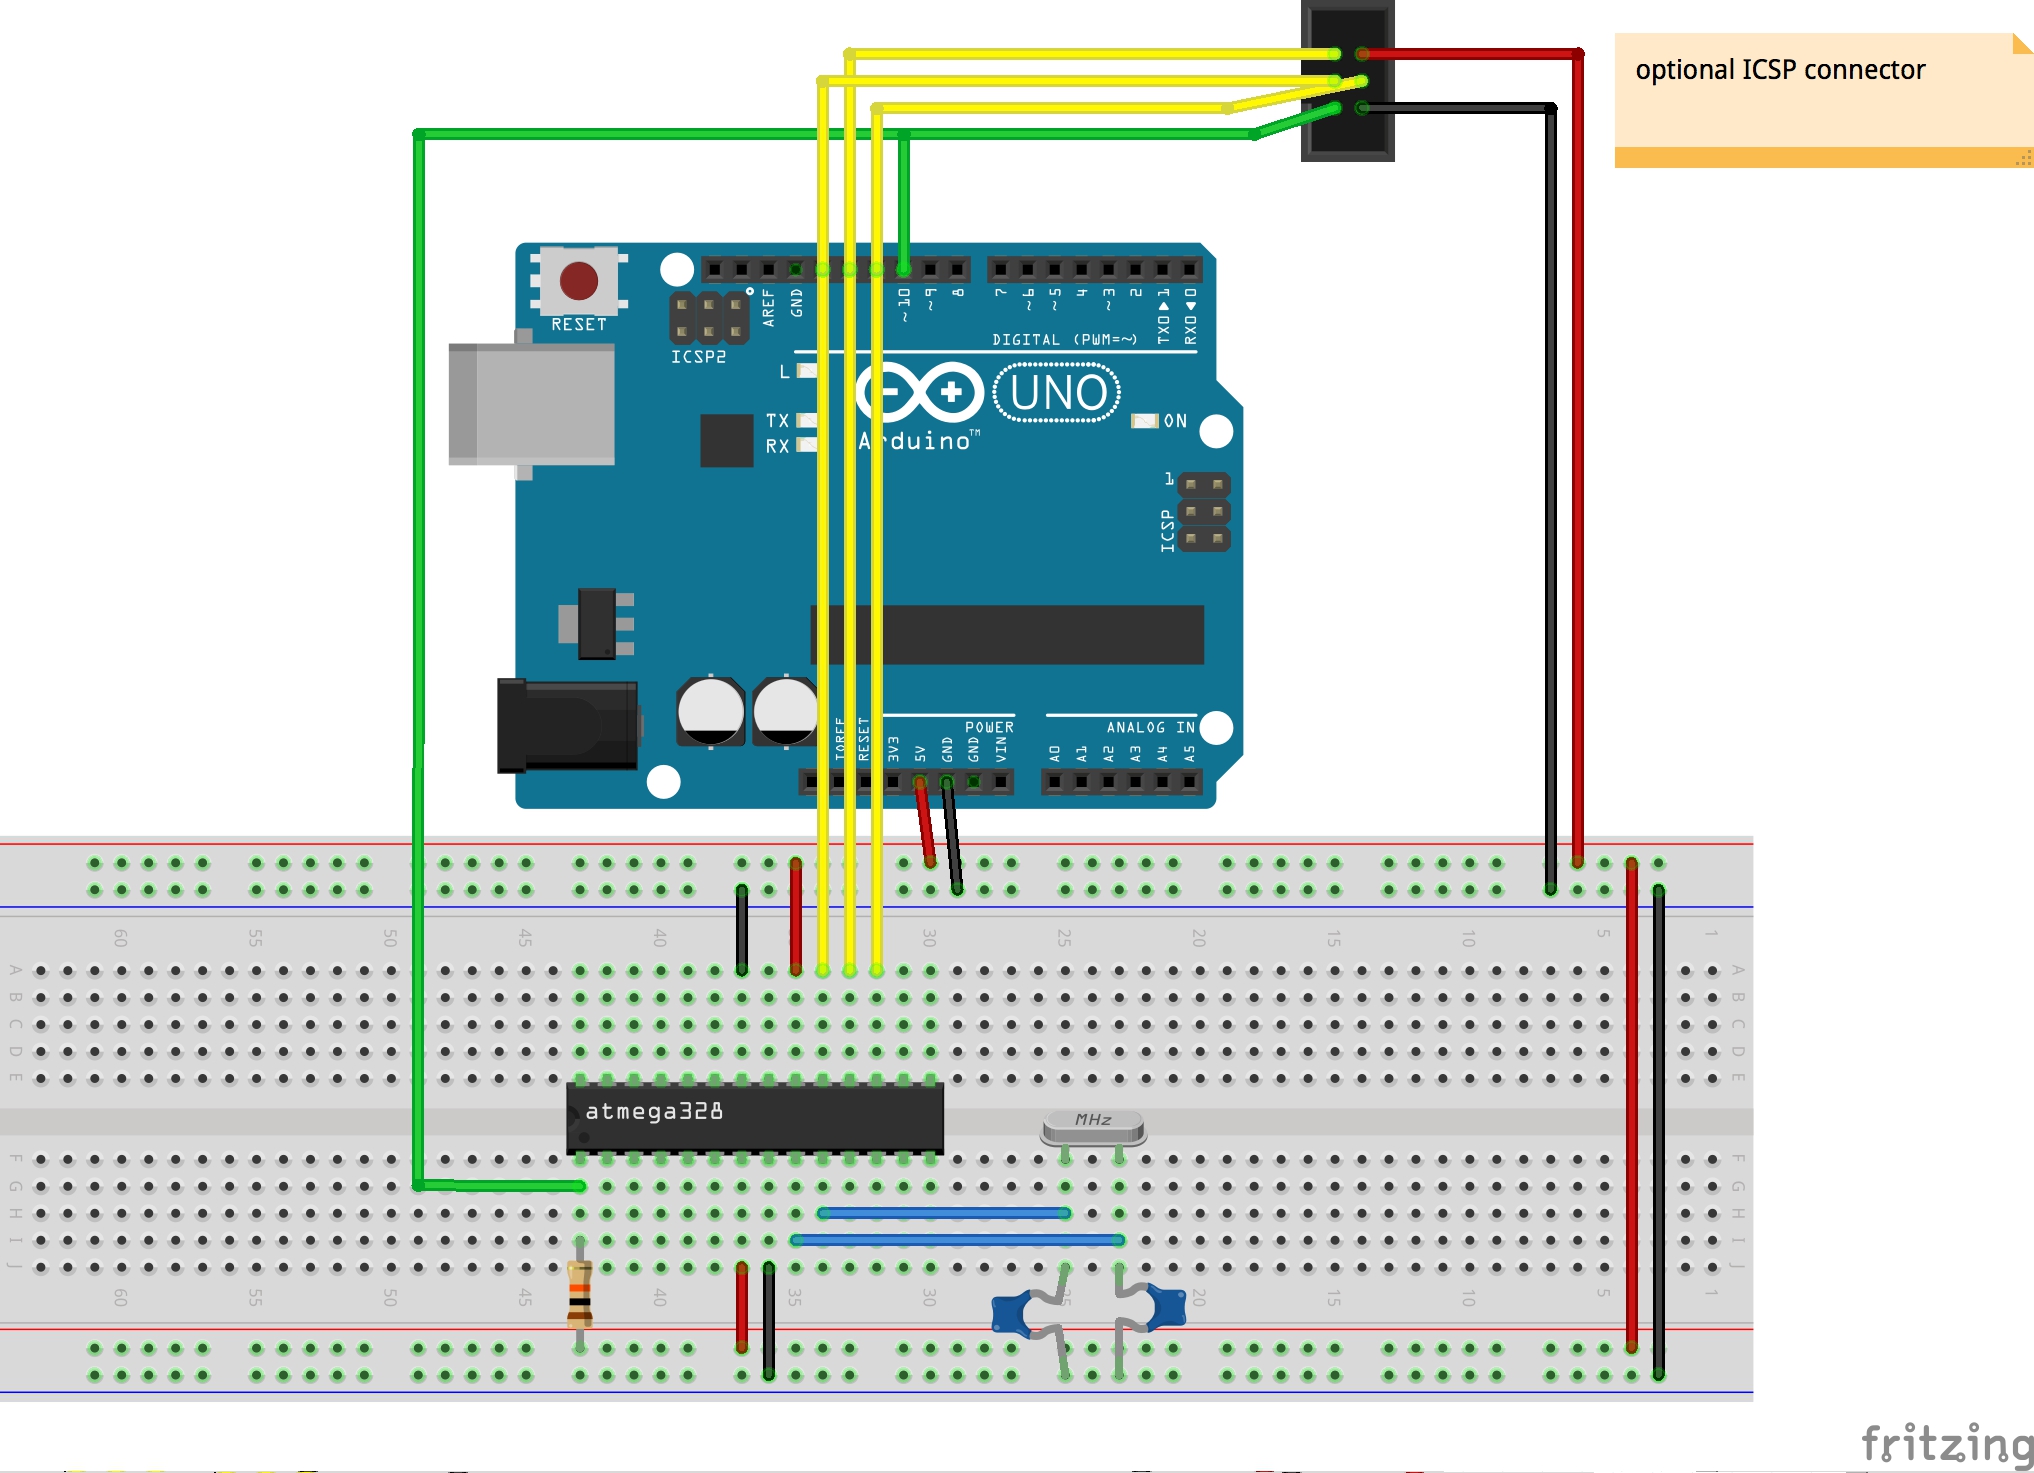 optional ICSP connector
RESET
ICSP2
AREF
GND
~10
~9
8
7
~6
~5
4
~3
2
TX0▶1
RX0◀0
DIGITAL (PWM=~)
L
TX
RX
UNO
Arduino™
ON
1
ICSP
IOREF
RESET
3V3
5V
GND
GND
VIN
POWER
A0
A1
A2
A3
A4
A5
ANALOG IN
60 55 50 45 40 30 25 20 15 10 5 1
A A
B B
C C
D D
E E
atmega328
MHz
F F
G G
H H
I I
J J
60 55 50 45 40 35 30 25 20 15 10 5 1
fritzing